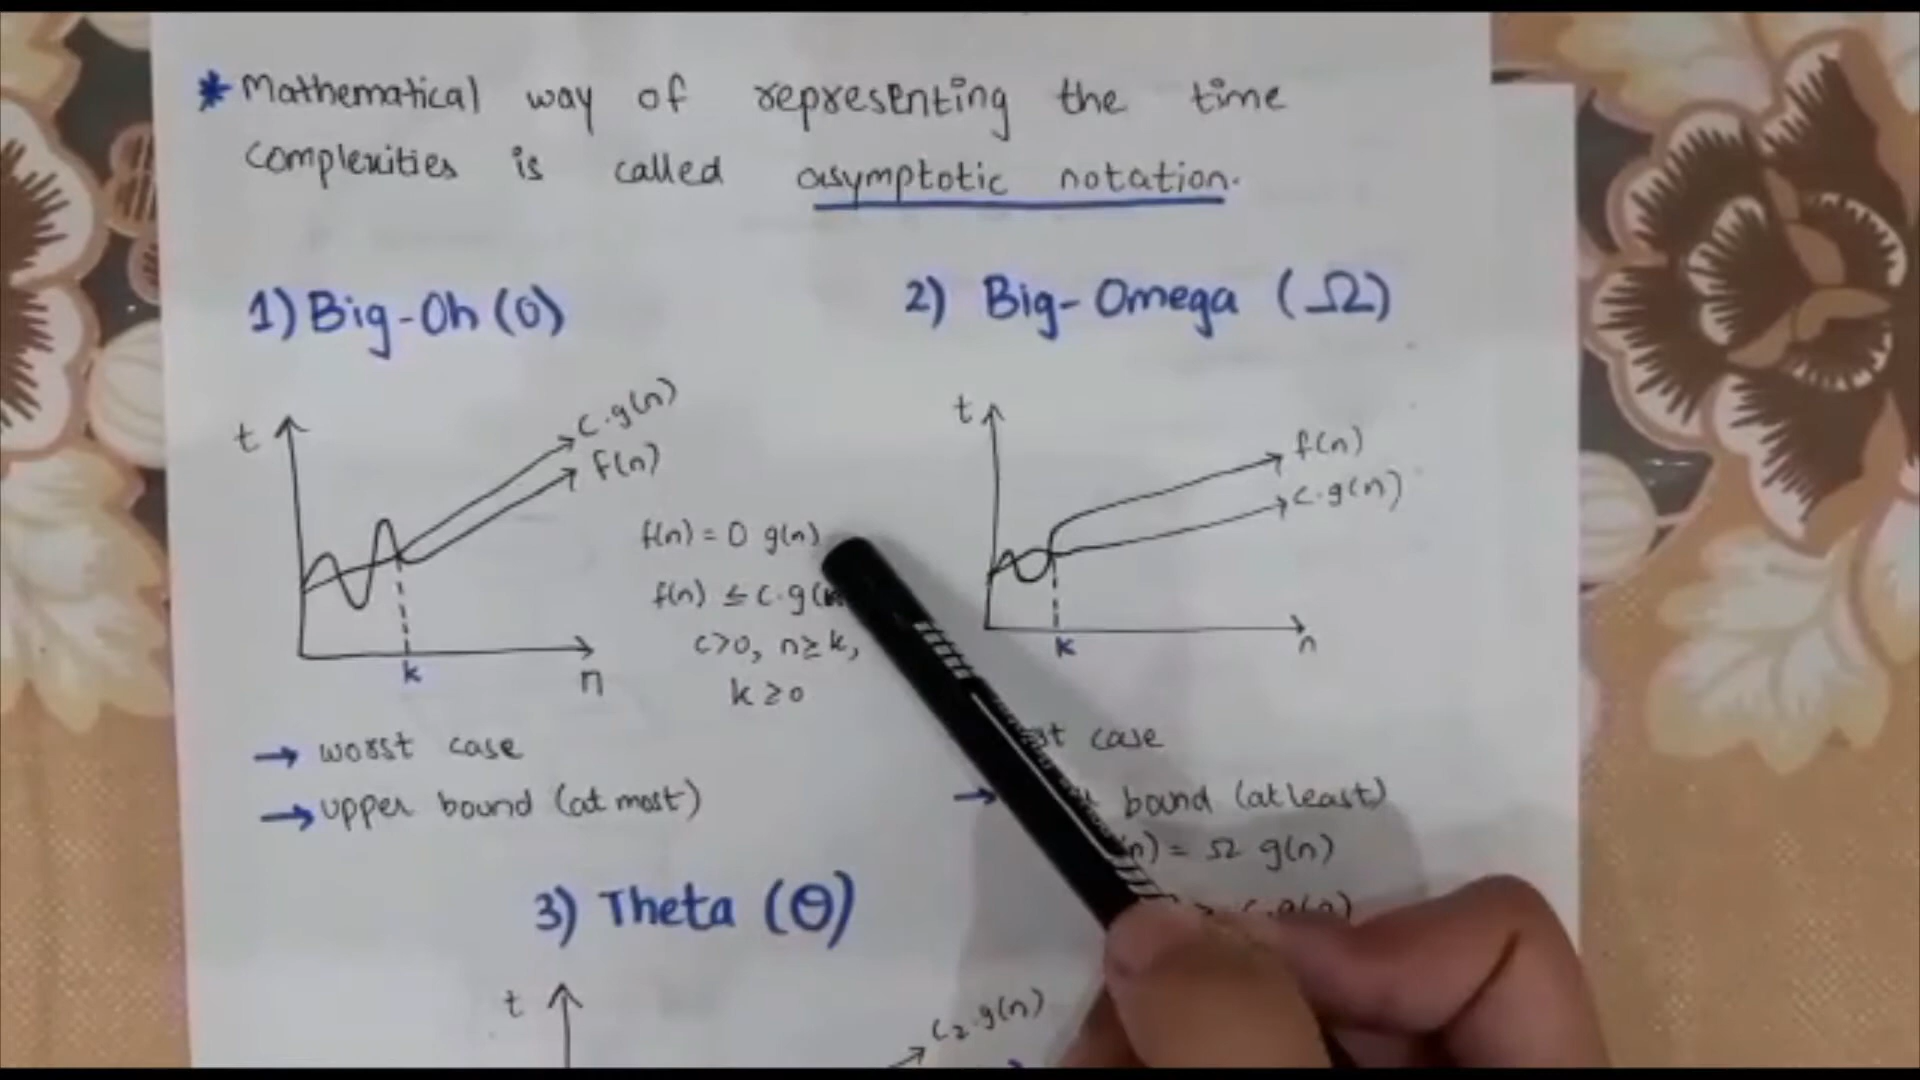 * Mathematical way of representing the time
complexities is called asymptotic notation.
1) Big-Oh (O)
t
c.g(n)
f(n)
k
n
f(n) = O g(n)
f(n) ≤ c.g(
c>0, n≥k,
k≥0
→ worst case
→ upper bound (at most)
2) Big-Omega (Ω)
t
f(n)
c.g(n)
k
n
case
→ bound (at least)
(n) = Ω g(n)
≥ c.g(n)
3) Theta (Θ)
t
c₂.g(n)